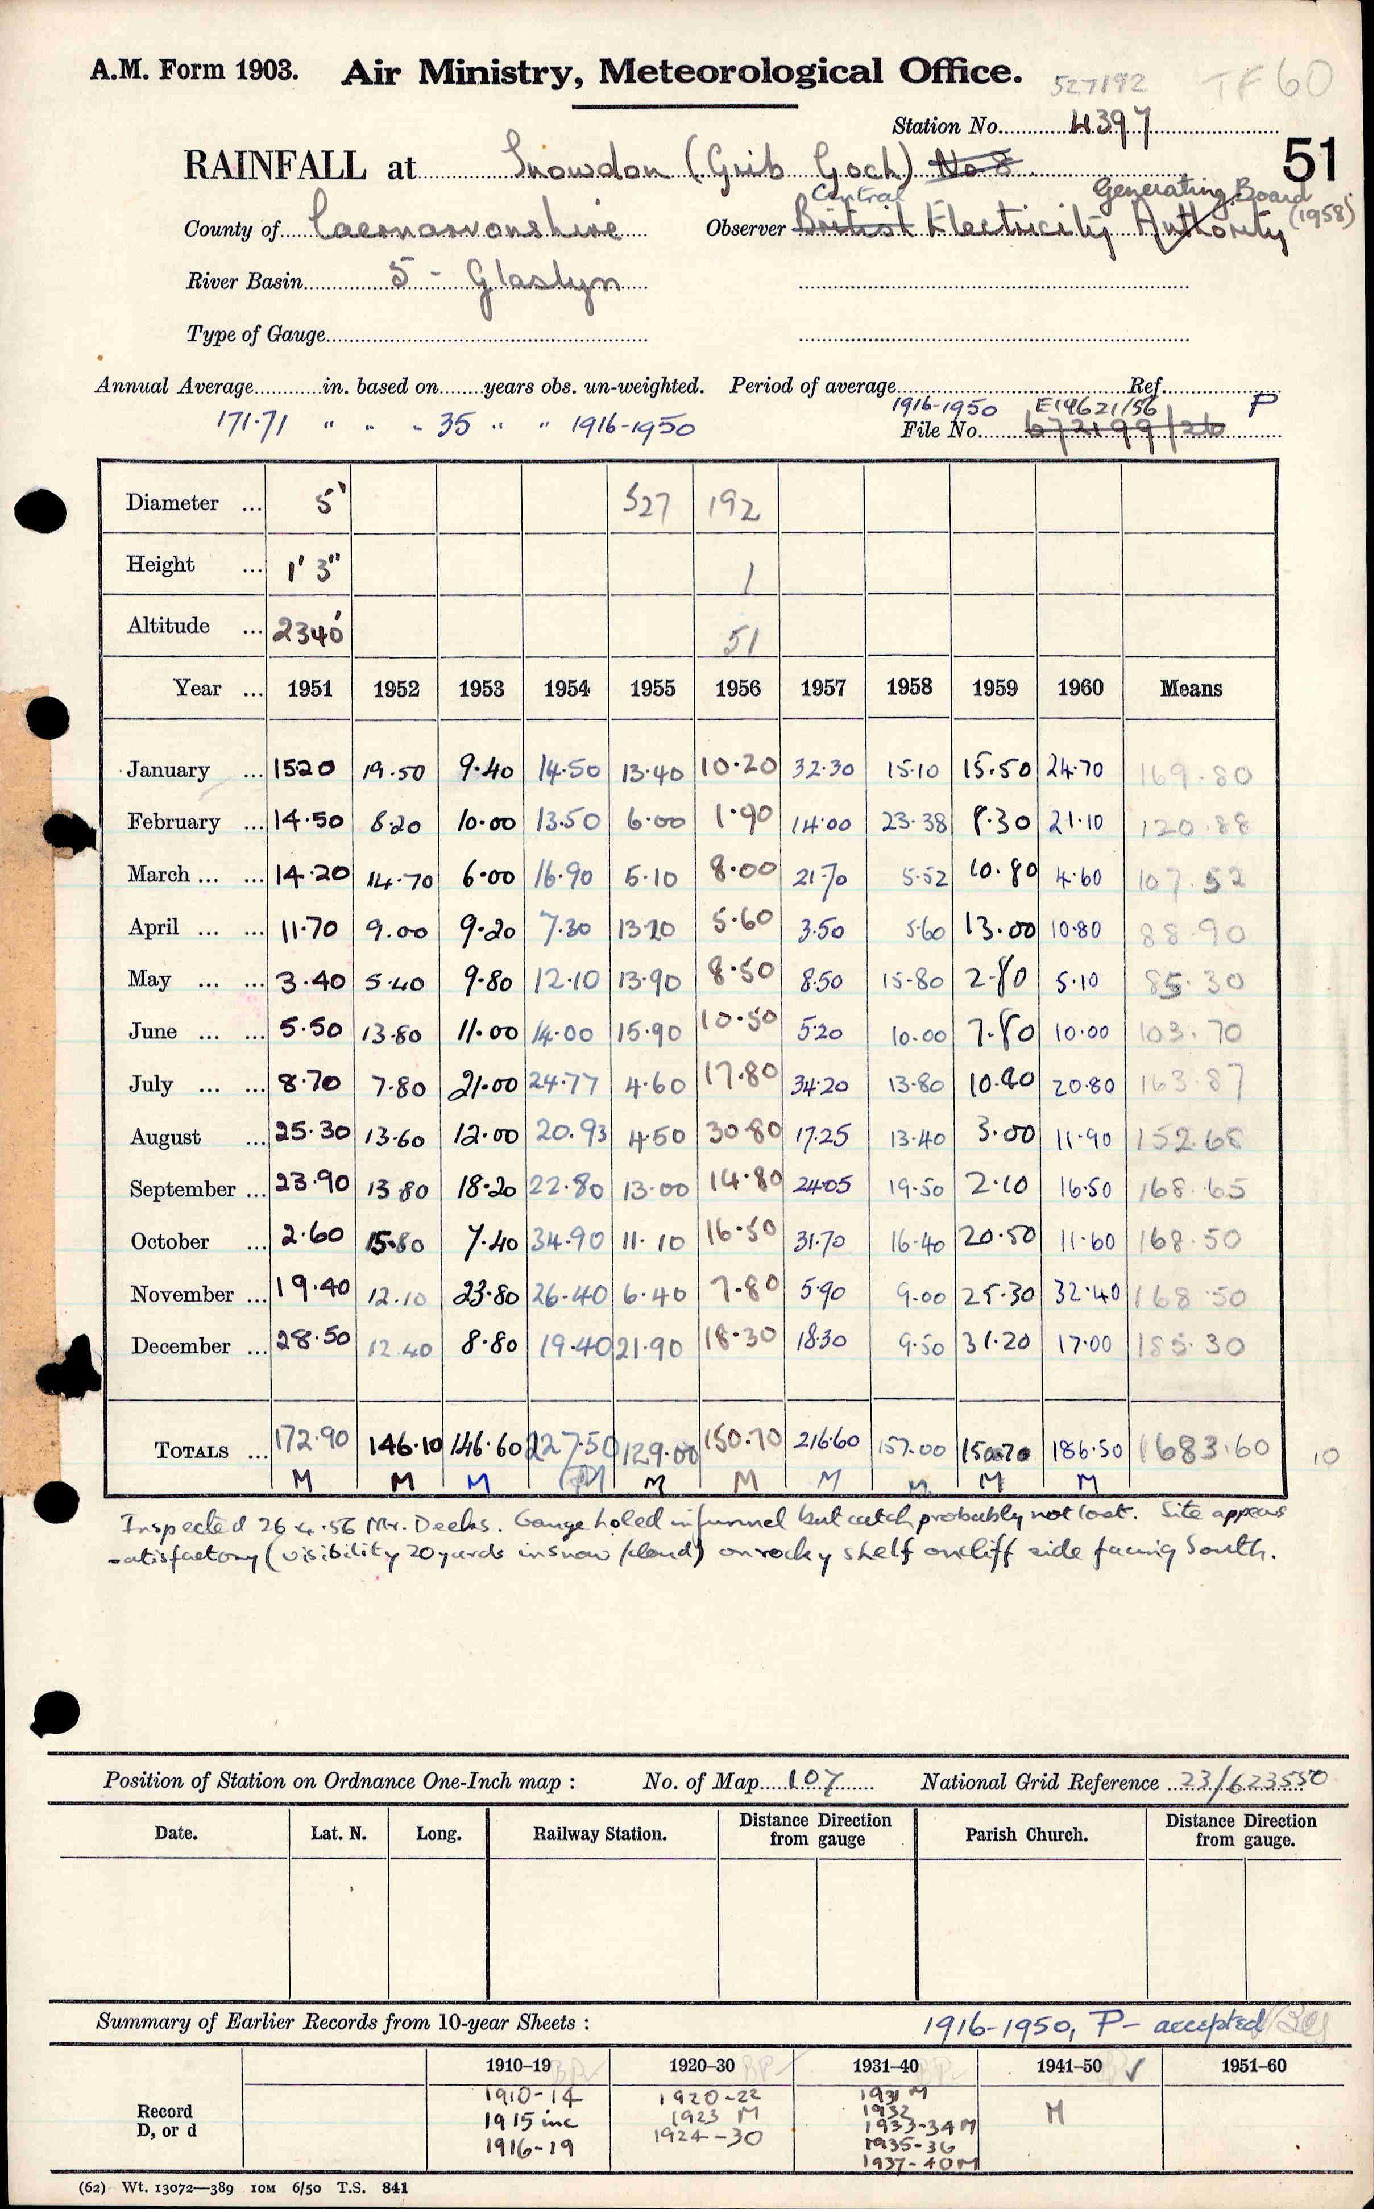 A.M. Form 1903. Air Ministry, Meteorological Office. 527192 TF 60
Station No. 4397
RAINFALL at Snowdon (Grib Goch) No 8 51
Central Generating Board
County of Caernarvonshire Observer British Electricity Authority (1958)
River Basin 5 - Glaslyn
Type of Gauge
Annual Average in. based on years obs. un-weighted. Period of average Ref.
171.71 " " " 35 " " 1916-1950 1916-1950 E19621/56 P
File No. 672199/26
Diameter ... 5" 527 192
Height ... 1' 3" 1
Altitude ... 2340' 51
Year ... 1951 1952 1953 1954 1955 1956 1957 1958 1959 1960 Means
January ... 15.20 19.50 9.40 14.50 13.40 10.20 32.30 15.10 15.50 24.70 169.80
February ... 14.50 8.20 10.00 13.50 6.00 1.90 14.00 23.38 8.30 21.10 120.88
March ... ... 14.20 14.70 6.00 16.90 5.10 8.00 21.70 5.52 10.80 4.60 107.52
April ... ... 11.70 9.00 9.20 7.30 13.20 5.60 3.50 5.60 13.00 10.80 88.90
May ... ... 3.40 5.40 9.80 12.10 13.90 8.50 8.50 15.80 2.80 5.10 85.30
June ... ... 5.50 13.80 11.00 14.00 15.90 10.50 5.20 10.00 7.80 10.00 103.70
July ... ... 8.70 7.80 21.00 24.77 4.60 17.80 34.20 13.80 10.40 20.80 163.87
August ... 25.30 13.60 12.00 20.93 4.50 30.80 17.25 13.40 3.00 11.90 152.68
September ... 23.90 13.80 18.20 22.80 13.00 14.80 24.05 19.50 2.10 16.50 168.65
October ... 2.60 15.80 7.40 34.90 11.10 16.50 31.70 16.40 20.50 11.60 168.50
November ... 19.40 12.10 23.80 26.40 6.40 7.80 5.90 9.00 25.30 32.40 168.50
December ... 28.50 12.40 8.80 19.40 21.90 18.30 18.30 9.50 31.20 17.00 185.30
TOTALS ... 172.90 146.10 146.60 227.50 129.00 150.70 216.60 157.00 150.70 186.50 1683.60 10
M M M M M M M M M M
Inspected 26.4.56 Mr. Deeks. Gauge holed in funnel but catch probably not lost. Site appears
satisfactory (visibility 20 yards in snow/cloud) on rocky shelf on cliff side facing South.
Position of Station on Ordnance One-Inch map : No. of Map 107 National Grid Reference 23/623550
Date. Lat. N. Long. Railway Station. Distance from gauge Direction Parish Church. Distance from gauge. Direction
Summary of Earlier Records from 10-year Sheets : 1916-1950, P - accepted
1910-19 1920-30 1931-40 1941-50 ✓ 1951-60
Record D, or d
1910-14 1920-22 1931 M M
1915 inc 1923 M 1932
1916-19 1924-30 1933-34 M
1935-36
1937-40 M
(62) Wt. 13072—389 10M 6/50 T.S. 841